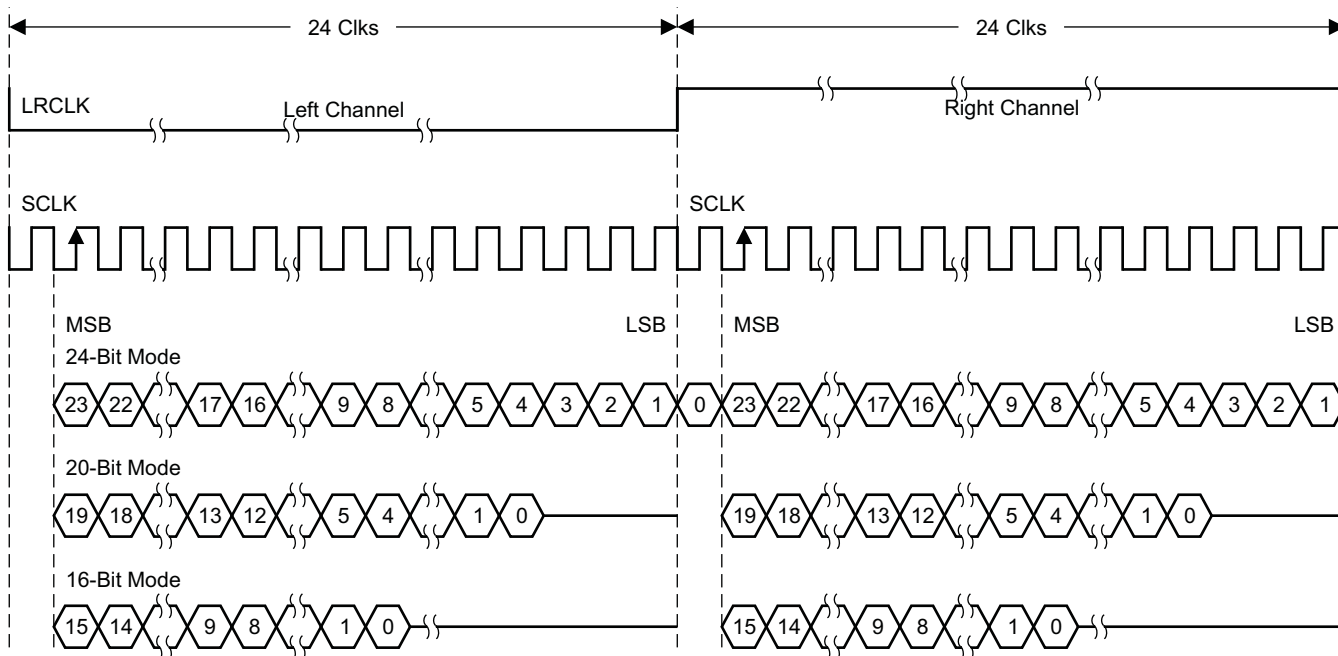 24 Clks 24 Clks
LRCLK Left Channel Right Channel
SCLK SCLK
MSB LSB MSB LSB
24-Bit Mode
23 22 17 16 9 8 5 4 3 2 1 0 23 22 17 16 9 8 5 4 3 2 1
20-Bit Mode
19 18 13 12 5 4 1 0 19 18 13 12 5 4 1 0
16-Bit Mode
15 14 9 8 1 0 15 14 9 8 1 0